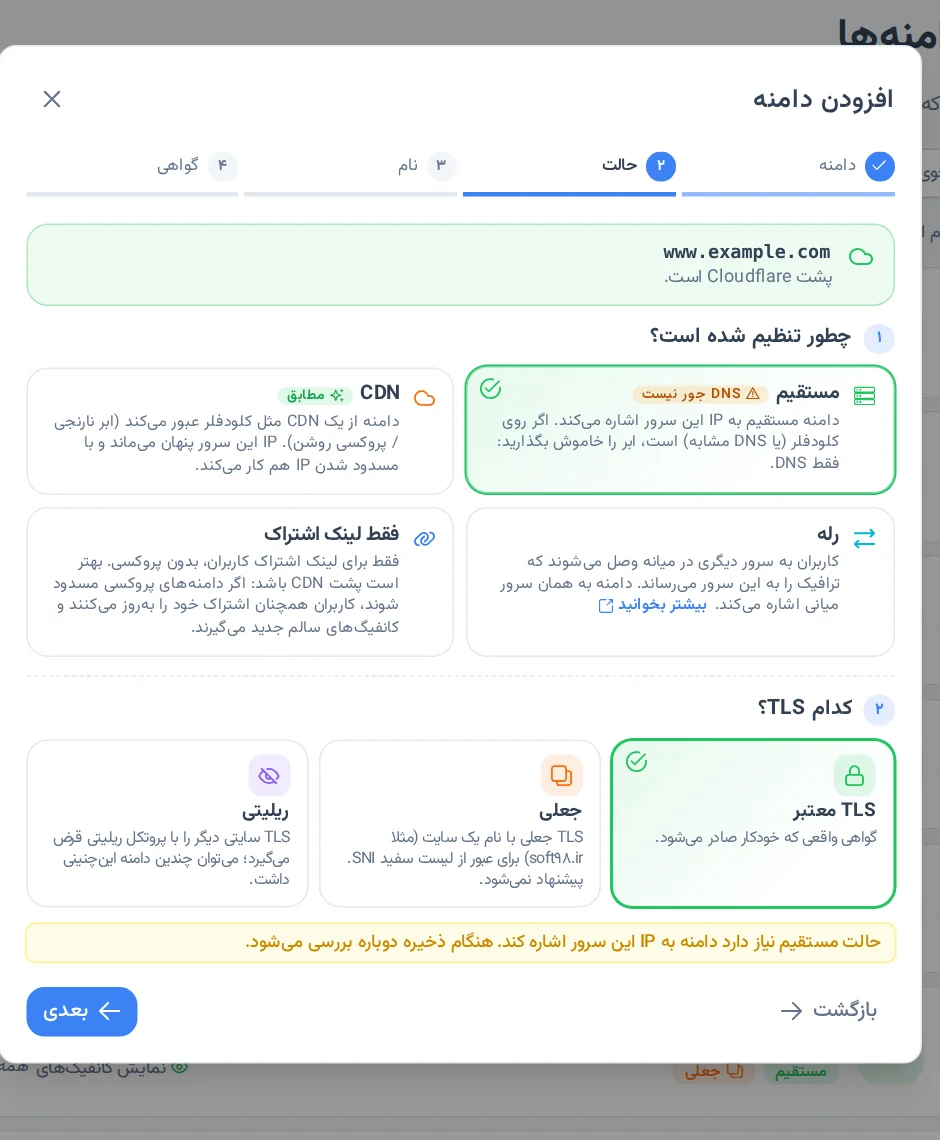 افزودن دامنه
دامنه
۲ حالت
۳ نام
۴ گواهی
www.example.com
پشت Cloudflare است.
۱ چطور تنظیم شده است؟
مستقیم DNS جور نیست
دامنه مستقیم به IP این سرور اشاره می‌کند. اگر روی
کلودفلر (یا DNS مشابه) است، ابر را خاموش بگذارید:
فقط DNS.
CDN مطابق
دامنه از یک CDN مثل کلودفلر عبور می‌کند (ابر نارنجی
/ پروکسی روشن). IP این سرور پنهان می‌ماند و با
مسدود شدن IP هم کار می‌کند.
رله
کاربران به سرور دیگری در میانه وصل می‌شوند که
ترافیک را به این سرور می‌رساند. دامنه به همان سرور
میانی اشاره می‌کند. بیشتر بخوانید
فقط لینک اشتراک
فقط برای لینک اشتراک کاربران، بدون پروکسی. بهتر
است پشت CDN باشد: اگر دامنه‌های پروکسی مسدود
شوند، کاربران همچنان اشتراک خود را به‌روز می‌کنند و
کانفیگ‌های سالم جدید می‌گیرند.
۲ کدام TLS؟
TLS معتبر
گواهی واقعی که خودکار صادر می‌شود.
جعلی
TLS جعلی با نام یک سایت (مثلا
soft۹۸.ir) برای عبور از لیست سفید SNI.
پیشنهاد نمی‌شود.
ریلیتی
TLS سایتی دیگر را با پروتکل ریلیتی قرض
می‌گیرد؛ می‌توان چندین دامنه این‌چنینی
داشت.
حالت مستقیم نیاز دارد دامنه به IP این سرور اشاره کند. هنگام ذخیره دوباره بررسی می‌شود.
بازگشت
بعدی
مستقیم
جعلی
نمایش کانفیگ‌های همه